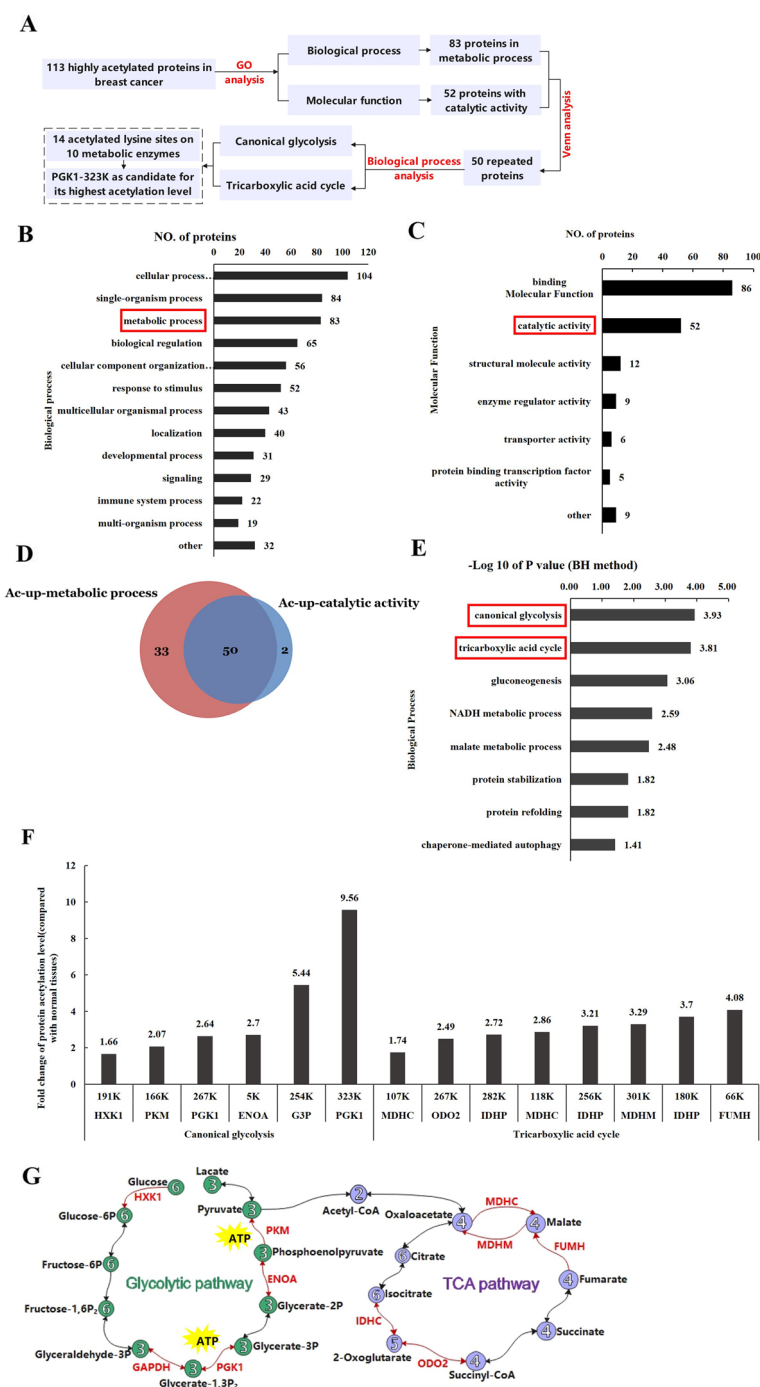 A
113 highly acetylated proteins in
breast cancer
GO
analysis
Biological process
83 proteins in
metabolic process
Molecular function
52 proteins with
catalytic activity
Venn analysis
14 acetylated lysine sites on
10 metabolic enzymes
PGK1-323K as candidate for
its highest acetylation level
Canonical glycolysis
Tricarboxylic acid cycle
Biological process
analysis
50 repeated
proteins
B
NO. of proteins
0 20 40 60 80 100 120
Biological process
cellular process.. 104
single-organism process 84
metabolic process 83
biological regulation 65
cellular component organization.. 56
response to stimulus 52
multicellular organismal process 43
localization 40
developmental process 31
signaling 29
immune system process 22
multi-organism process 19
other 32
C
NO. of proteins
0 20 40 60 80 100
Molecular Function
binding
Molecular Function 86
catalytic activity 52
structural molecule activity 12
enzyme regulator activity 9
transporter activity 6
protein binding transcription factor
activity 5
other 9
D
Ac-up-metabolic process
Ac-up-catalytic activity
33 50 2
E
-Log 10 of P value (BH method)
0.00 1.00 2.00 3.00 4.00 5.00
Biological Process
canonical glycolysis 3.93
tricarboxylic acid cycle 3.81
gluconeogenesis 3.06
NADH metabolic process 2.59
malate metabolic process 2.48
protein stabilization 1.82
protein refolding 1.82
chaperone-mediated autophagy 1.41
F
Fold change of protein acetylation level(compared
with normal tissues)
12
10
8
6
4
2
0
1.66 2.07 2.64 2.7 5.44 9.56 1.74 2.49 2.72 2.86 3.21 3.29 3.7 4.08
191K 166K 267K 5K 254K 323K 107K 267K 282K 118K 256K 301K 180K 66K
HXK1 PKM PGK1 ENOA G3P PGK1 MDHC ODO2 IDHP MDHC IDHP MDHM IDHP FUMH
Canonical glycolysis Tricarboxylic acid cycle
G
Glucose 6
HXK1
Glucose-6P 6
Fructose-6P 6
Fructose-1,6P2 6
Glyceraldehyde-3P 3
GAPDH
Glycerate-1,3P2 3
PGK1
ATP
Glycerate-3P 3
Glycerate-2P 3
ENOA
Phosphoenolpyruvate 3
PKM
ATP
Pyruvate 3
Lacate 3
Glycolytic pathway
Acetyl-CoA 2
Oxaloacetate 4
MDHC
MDHM
Malate 4
FUMH
Fumarate 4
Succinate 4
Succinyl-CoA 4
ODO2
2-Oxoglutarate 5
IDHC
Isocitrate 6
Citrate 6
TCA pathway